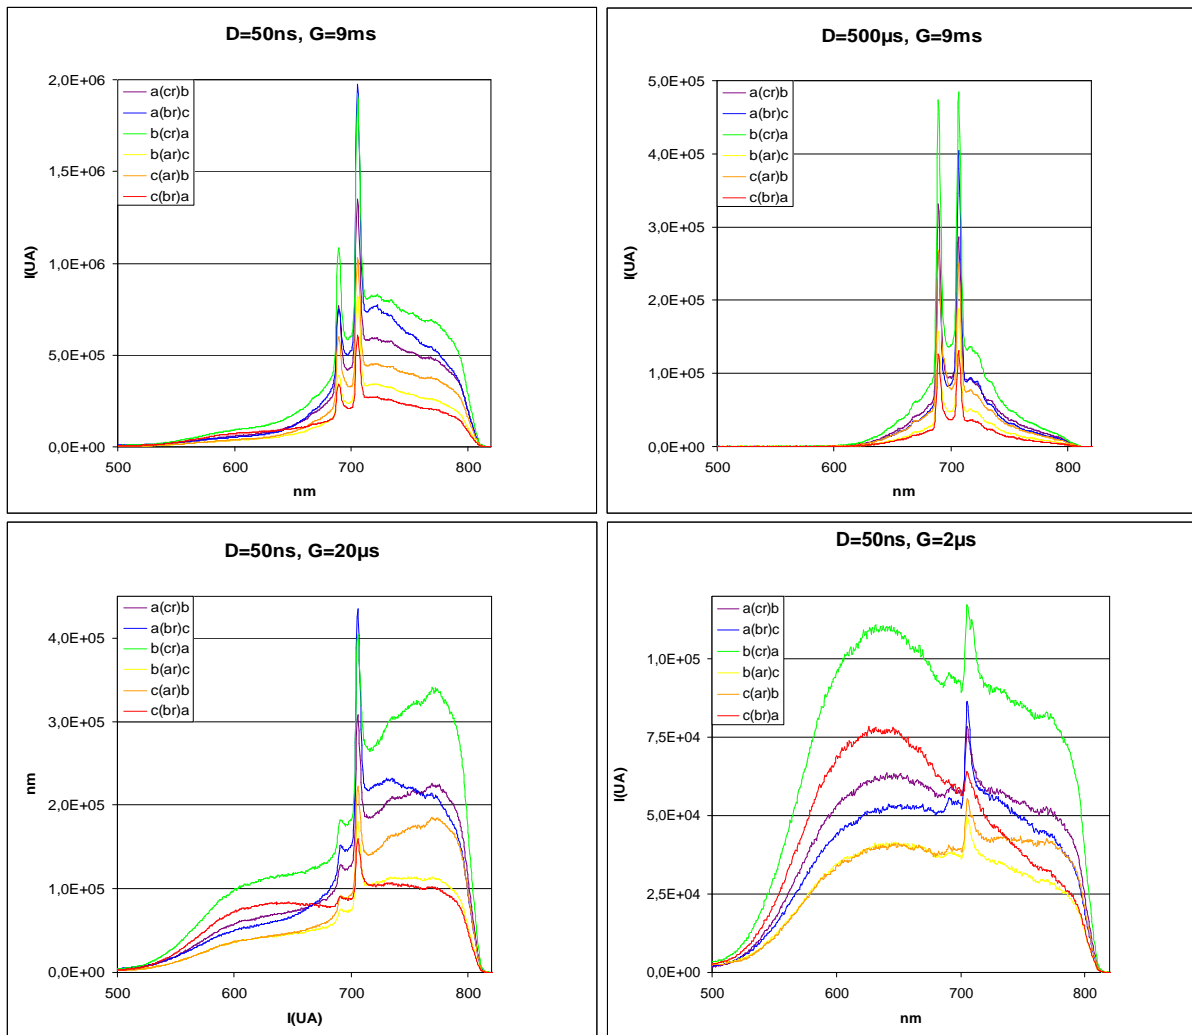 D=50ns, G=9ms
2,0E+06
1,5E+06
1,0E+06
5,0E+05
0,0E+00
I(UA)
a(cr)b
a(br)c
b(cr)a
b(ar)c
c(ar)b
c(br)a
500
600
700
800
nm
D=500µs, G=9ms
5,0E+05
4,0E+05
3,0E+05
2,0E+05
1,0E+05
0,0E+00
I(UA)
a(cr)b
a(br)c
b(cr)a
b(ar)c
c(ar)b
c(br)a
500
600
700
800
nm
D=50ns, G=20µs
4,0E+05
3,0E+05
2,0E+05
1,0E+05
0,0E+00
nm
a(cr)b
a(br)c
b(cr)a
b(ar)c
c(ar)b
c(br)a
500
600
700
800
I(UA)
D=50ns, G=2µs
1,0E+05
7,5E+04
5,0E+04
2,5E+04
0,0E+00
I(UA)
a(cr)b
a(br)c
b(cr)a
b(ar)c
c(ar)b
c(br)a
500
600
700
800
nm